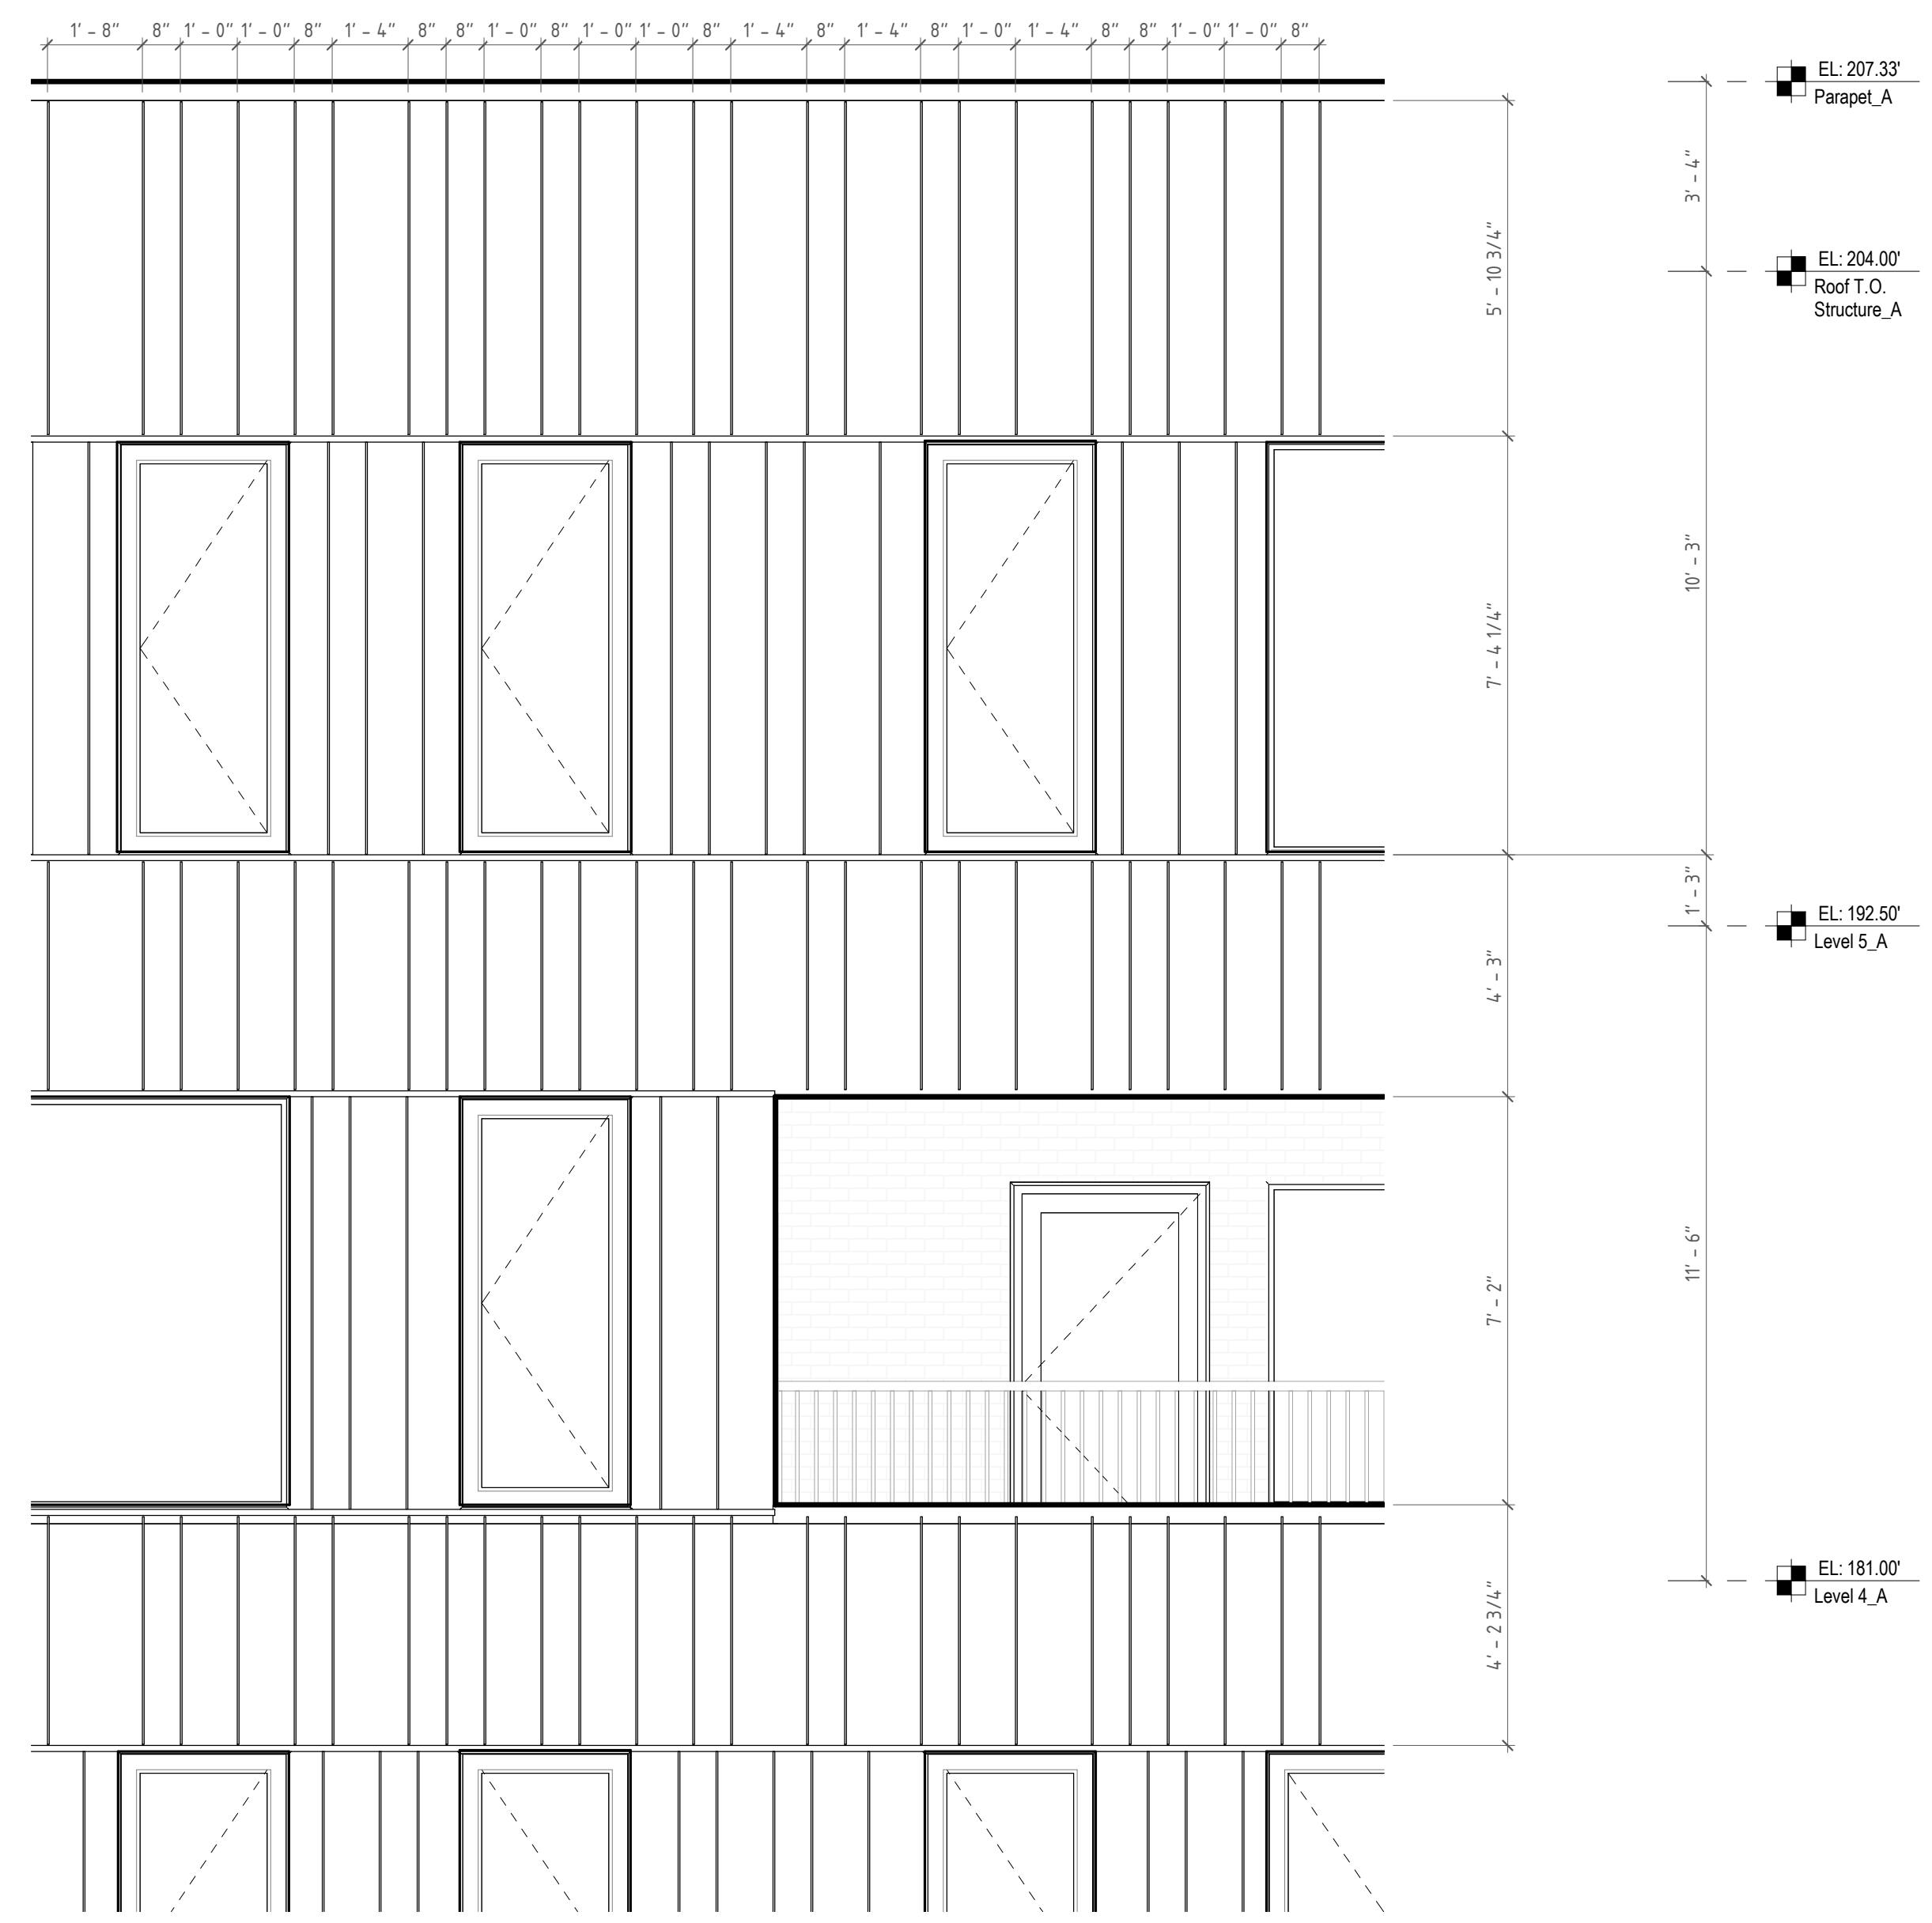 1' - 8" 8" 1' - 0" 1' - 0" 8" 1' - 4" 8" 8" 1' - 0" 8" 1' - 0" 1' - 0" 8" 1' - 4" 8" 1' - 4" 8" 1' - 0" 1' - 4" 8" 8" 1' - 0" 1' - 0" 8"
EL: 207.33'
Parapet_A
3' - 4"
EL: 204.00'
Roof T.O.
Structure_A
5' - 10 3/4"
10' - 3"
7' - 4 1/4"
1' - 3"
EL: 192.50'
Level 5_A
4' - 3"
11' - 6"
7' - 2"
EL: 181.00'
Level 4_A
4' - 2 3/4"